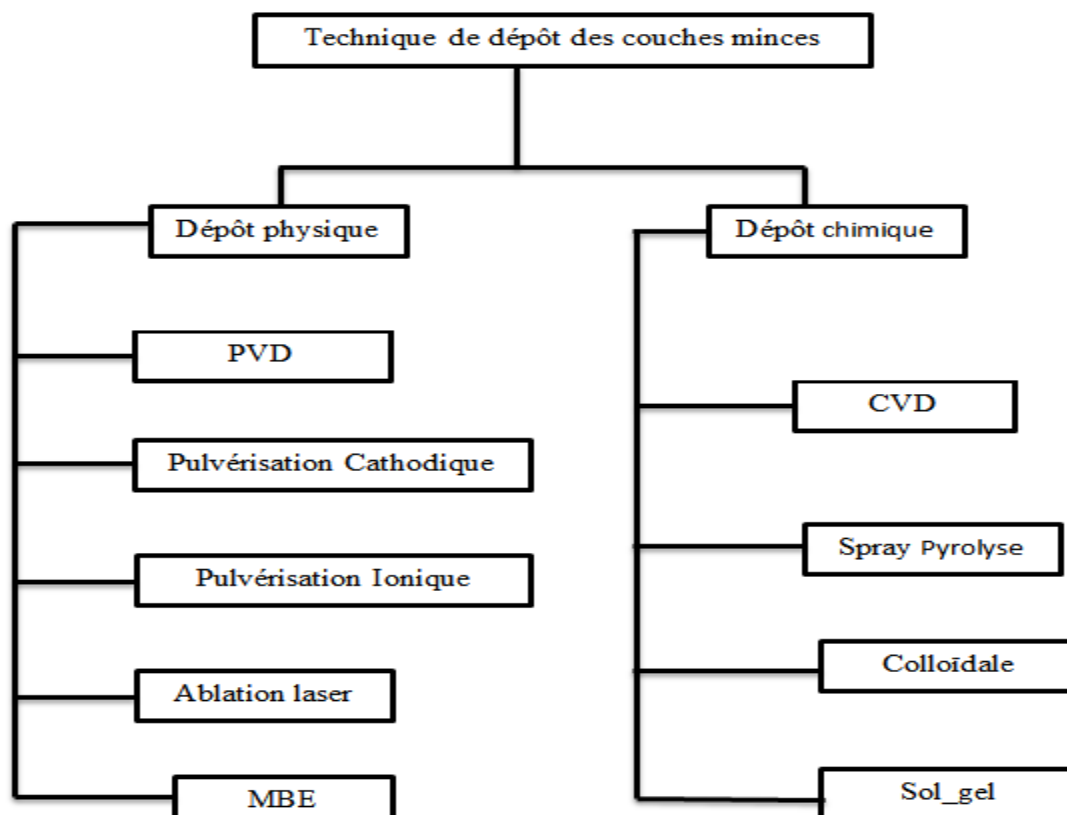 Technique de dépôt des couches minces
Dépôt physique
Dépôt chimique
PVD
CVD
Pulvérisation Cathodique
Spray Pyrolyse
Pulvérisation Ionique
Colloïdale
Ablation laser
Sol_gel
MBE